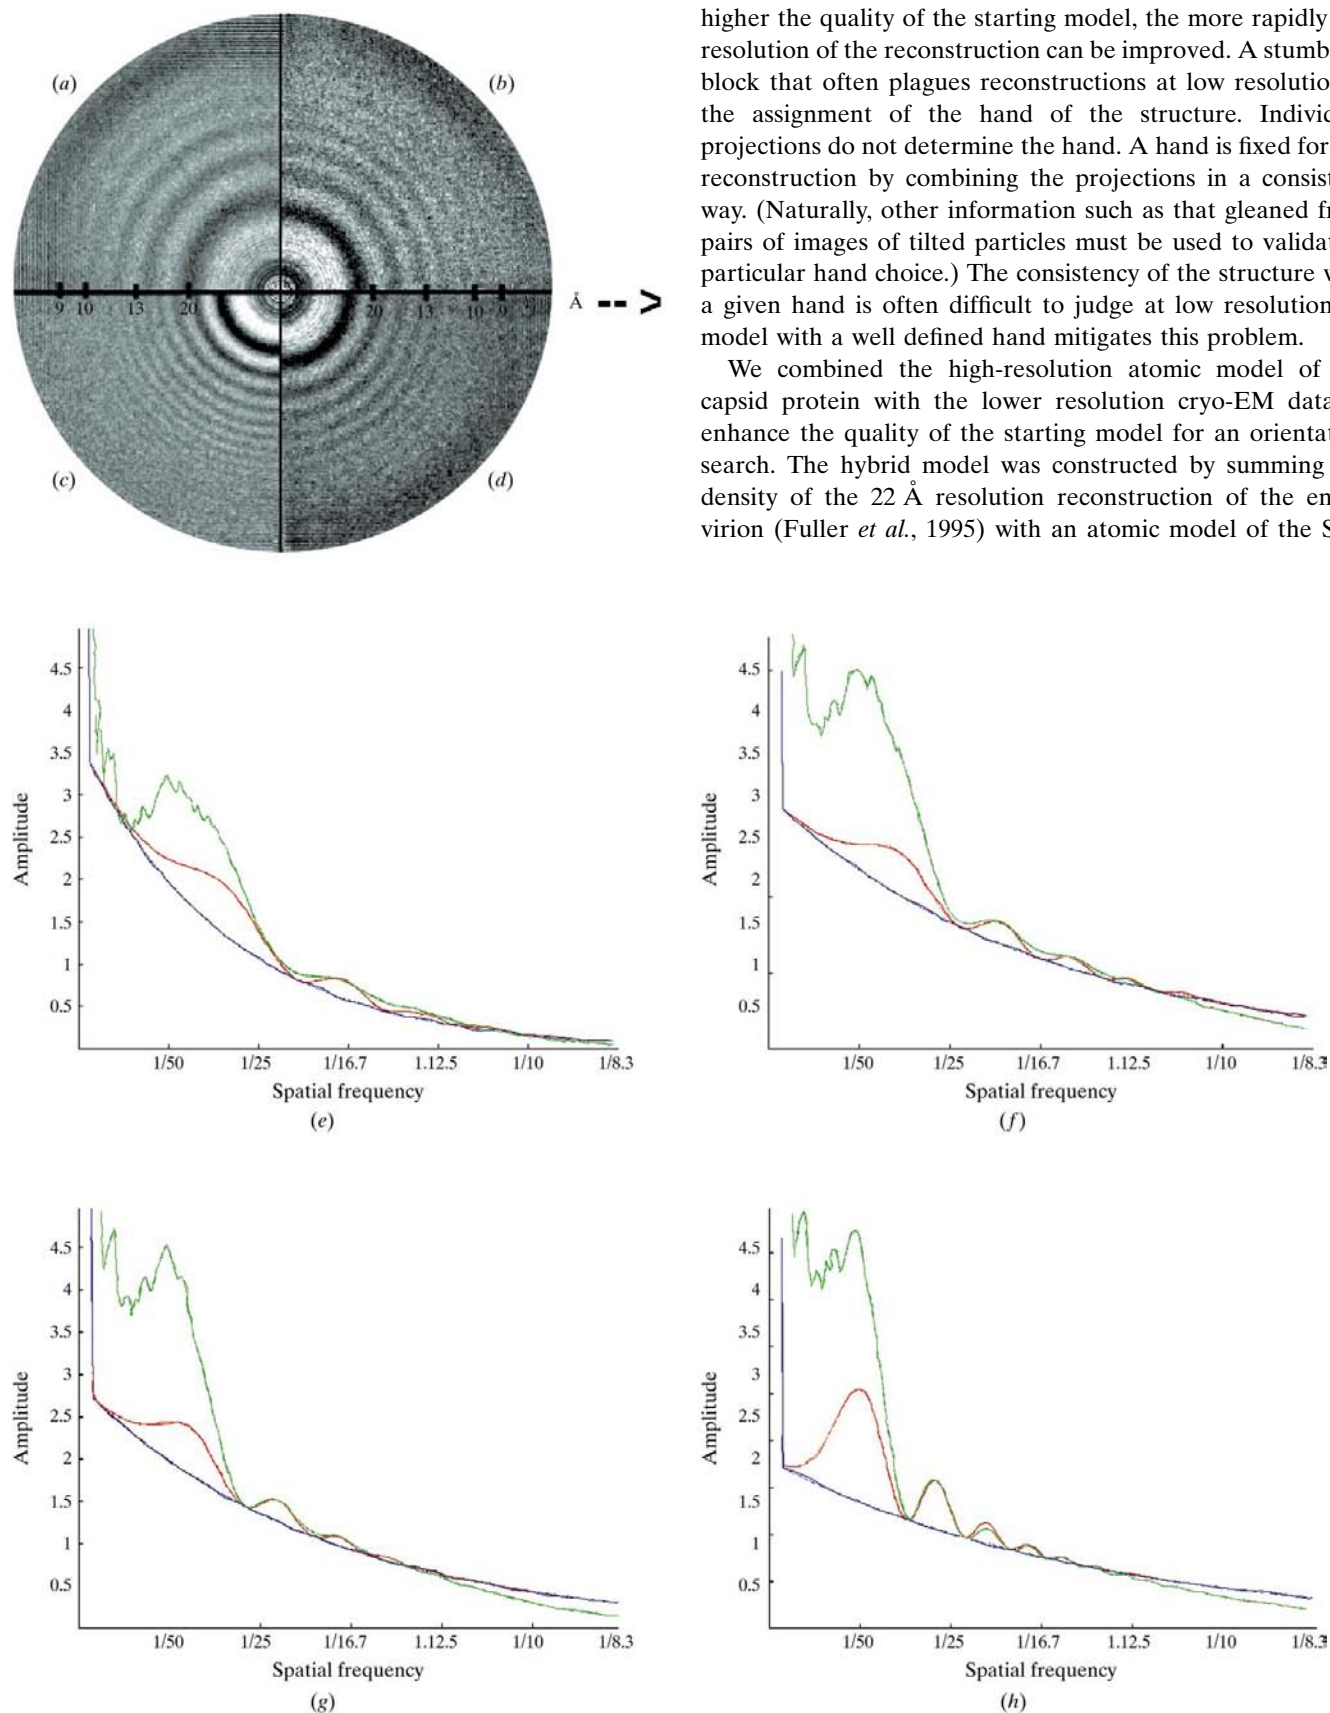 (a)
(b)
9 10 13 20 20 13 10 9 Å -- >
(c)
(d)
higher the quality of the starting model, the more rapidly
resolution of the reconstruction can be improved. A stumb
block that often plagues reconstructions at low resolution
the assignment of the hand of the structure. Individ
projections do not determine the hand. A hand is fixed for
reconstruction by combining the projections in a consist
way. (Naturally, other information such as that gleaned fr
pairs of images of tilted particles must be used to validat
particular hand choice.) The consistency of the structure w
a given hand is often difficult to judge at low resolution
model with a well defined hand mitigates this problem.
We combined the high-resolution atomic model of
capsid protein with the lower resolution cryo-EM data
enhance the quality of the starting model for an orientat
search. The hybrid model was constructed by summing
density of the 22 Å resolution reconstruction of the en
virion (Fuller et al., 1995) with an atomic model of the S
4.5
4
3.5
3
2.5
2
1.5
1
0.5
Amplitude
1/50 1/25 1/16.7 1.12.5 1/10 1/8.3
Spatial frequency
(e)
4.5
4
3.5
3
2.5
2
1.5
1
0.5
Amplitude
1/50 1/25 1/16.7 1.12.5 1/10 1/8.3
Spatial frequency
(f)
4.5
4
3.5
3
2.5
2
1.5
1
0.5
Amplitude
1/50 1/25 1/16.7 1.12.5 1/10 1/8.3
Spatial frequency
(g)
4.5
4
3.5
3
2.5
2
1.5
1
0.5
Amplitude
1/50 1/25 1/16.7 1.12.5 1/10 1/8.3
Spatial frequency
(h)